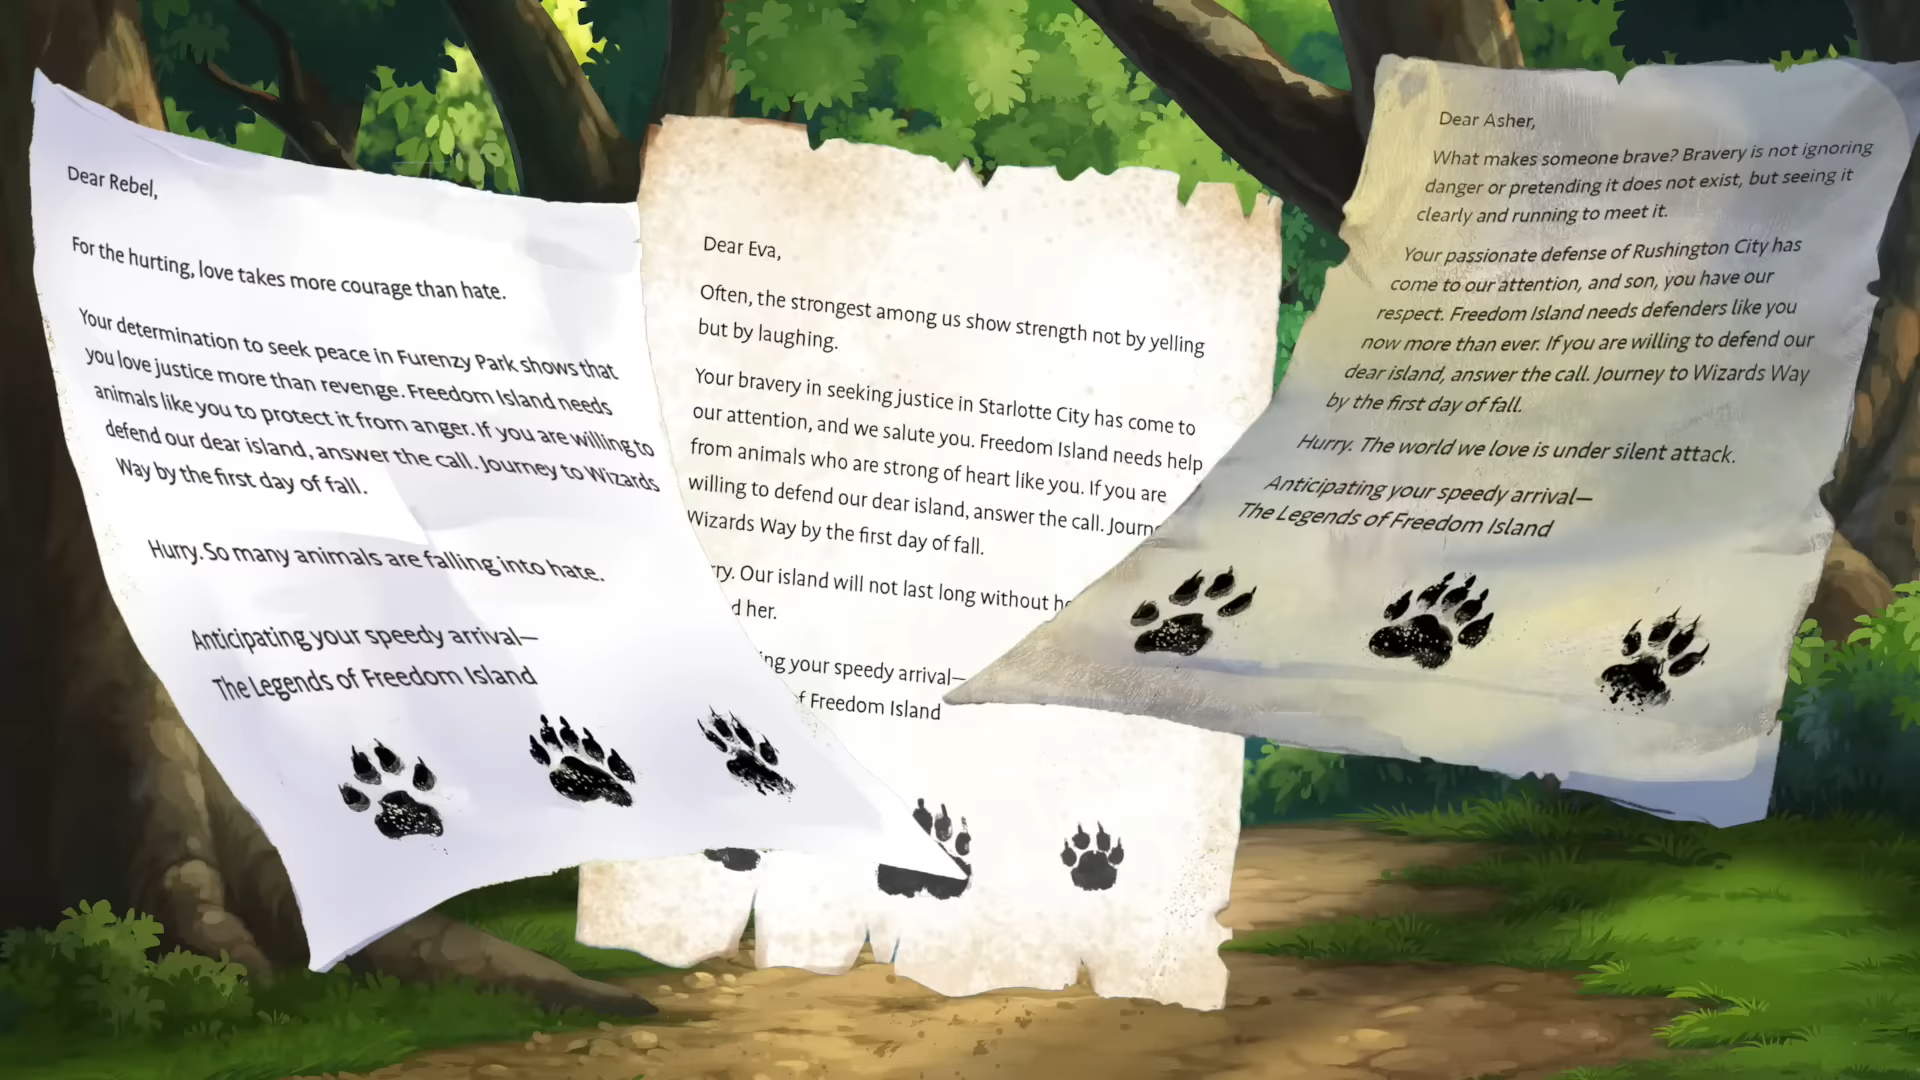 Dear Rebel,
For the hurting, love takes more courage than hate.
Your determination to seek peace in Furenzy Park shows that
you love justice more than revenge. Freedom Island needs
animals like you to protect it from anger. If you are willing to
defend our dear island, answer the call. Journey to Wizards
Way by the first day of fall.
Hurry. So many animals are falling into hate.
Anticipating your speedy arrival—
The Legends of Freedom Island
Dear Eva,
Often, the strongest among us show strength not by yelling
but by laughing.
Your bravery in seeking justice in Starlotte City has come to
our attention, and we salute you. Freedom Island needs help
from animals who are strong of heart like you. If you are
willing to defend our dear island, answer the call.
Wizards Way by the first day of fall.
Our island will not last long without
her.
your speedy arrival—
Freedom Island
Dear Asher,
What makes someone brave? Bravery is not ignoring
danger or pretending it does not exist, but seeing it
clearly and running to meet it.
Your passionate defense of Rushington City has
come to our attention, and son, you have our
respect. Freedom Island needs defenders like you
now more than ever. If you are willing to defend our
dear island, answer the call. Journey to Wizards Way
by the first day of fall.
Hurry. The world we love is under silent attack.
Anticipating your speedy arrival—
The Legends of Freedom Island